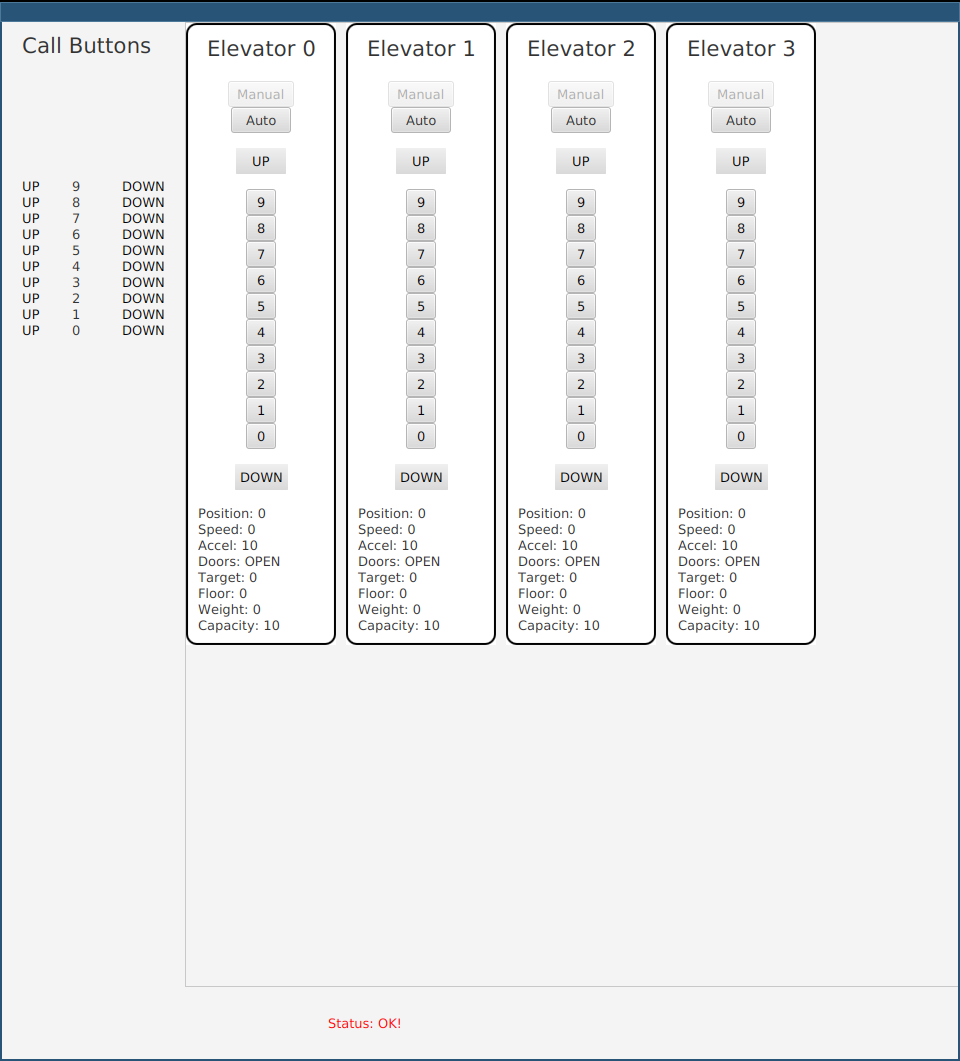 Call Buttons
UP 9 DOWN
UP 8 DOWN
UP 7 DOWN
UP 6 DOWN
UP 5 DOWN
UP 4 DOWN
UP 3 DOWN
UP 2 DOWN
UP 1 DOWN
UP 0 DOWN
Elevator 0
Manual
Auto
UP
9
8
7
6
5
4
3
2
1
0
DOWN
Position: 0
Speed: 0
Accel: 10
Doors: OPEN
Target: 0
Floor: 0
Weight: 0
Capacity: 10
Elevator 1
Manual
Auto
UP
9
8
7
6
5
4
3
2
1
0
DOWN
Position: 0
Speed: 0
Accel: 10
Doors: OPEN
Target: 0
Floor: 0
Weight: 0
Capacity: 10
Elevator 2
Manual
Auto
UP
9
8
7
6
5
4
3
2
1
0
DOWN
Position: 0
Speed: 0
Accel: 10
Doors: OPEN
Target: 0
Floor: 0
Weight: 0
Capacity: 10
Elevator 3
Manual
Auto
UP
9
8
7
6
5
4
3
2
1
0
DOWN
Position: 0
Speed: 0
Accel: 10
Doors: OPEN
Target: 0
Floor: 0
Weight: 0
Capacity: 10
Status: OK!